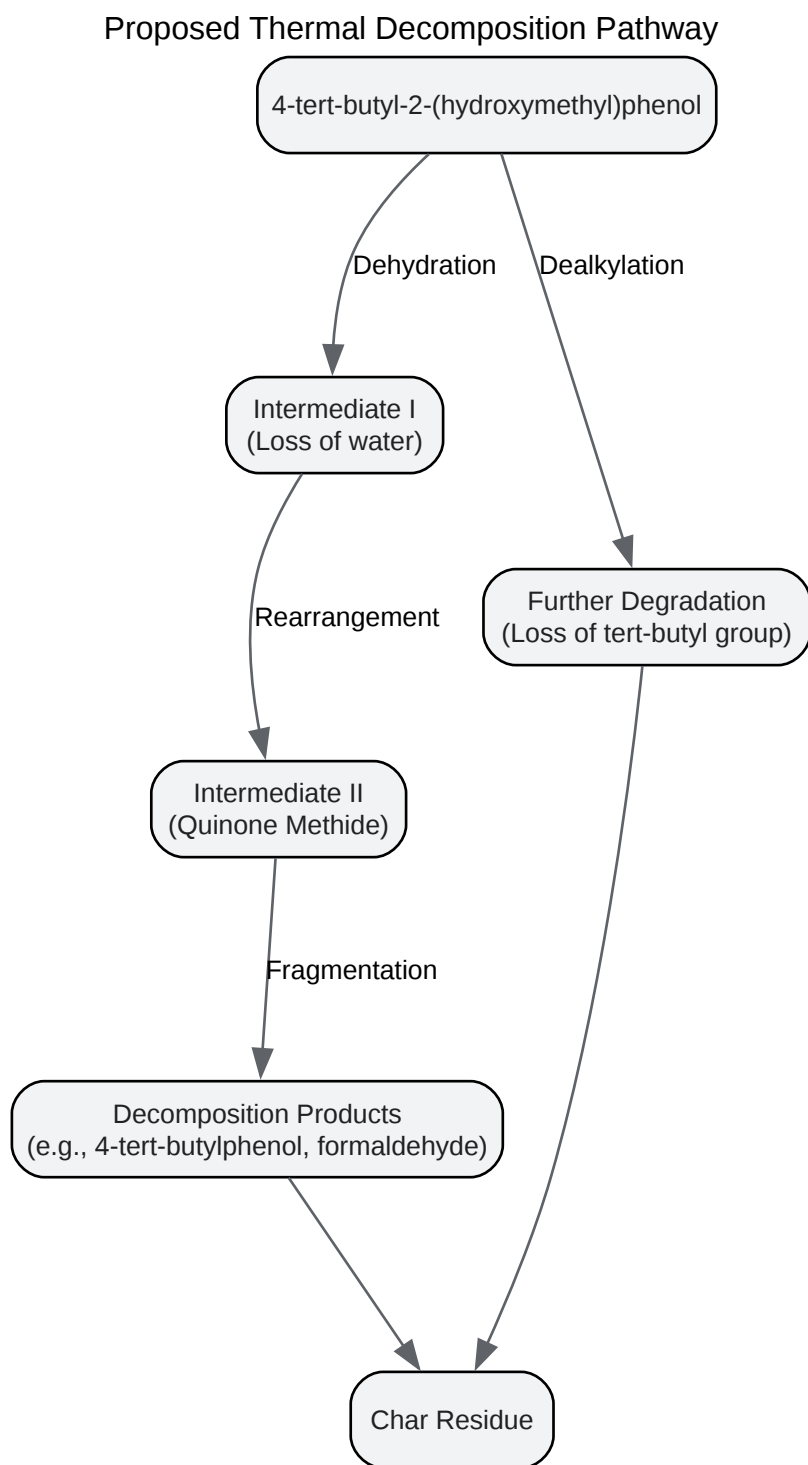 Proposed Thermal Decomposition Pathway
4-tert-butyl-2-(hydroxymethyl)phenol
Dehydration
Dealkylation
Intermediate I
(Loss of water)
Rearrangement
Further Degradation
(Loss of tert-butyl group)
Intermediate II
(Quinone Methide)
Fragmentation
Decomposition Products
(e.g., 4-tert-butylphenol, formaldehyde)
Char Residue